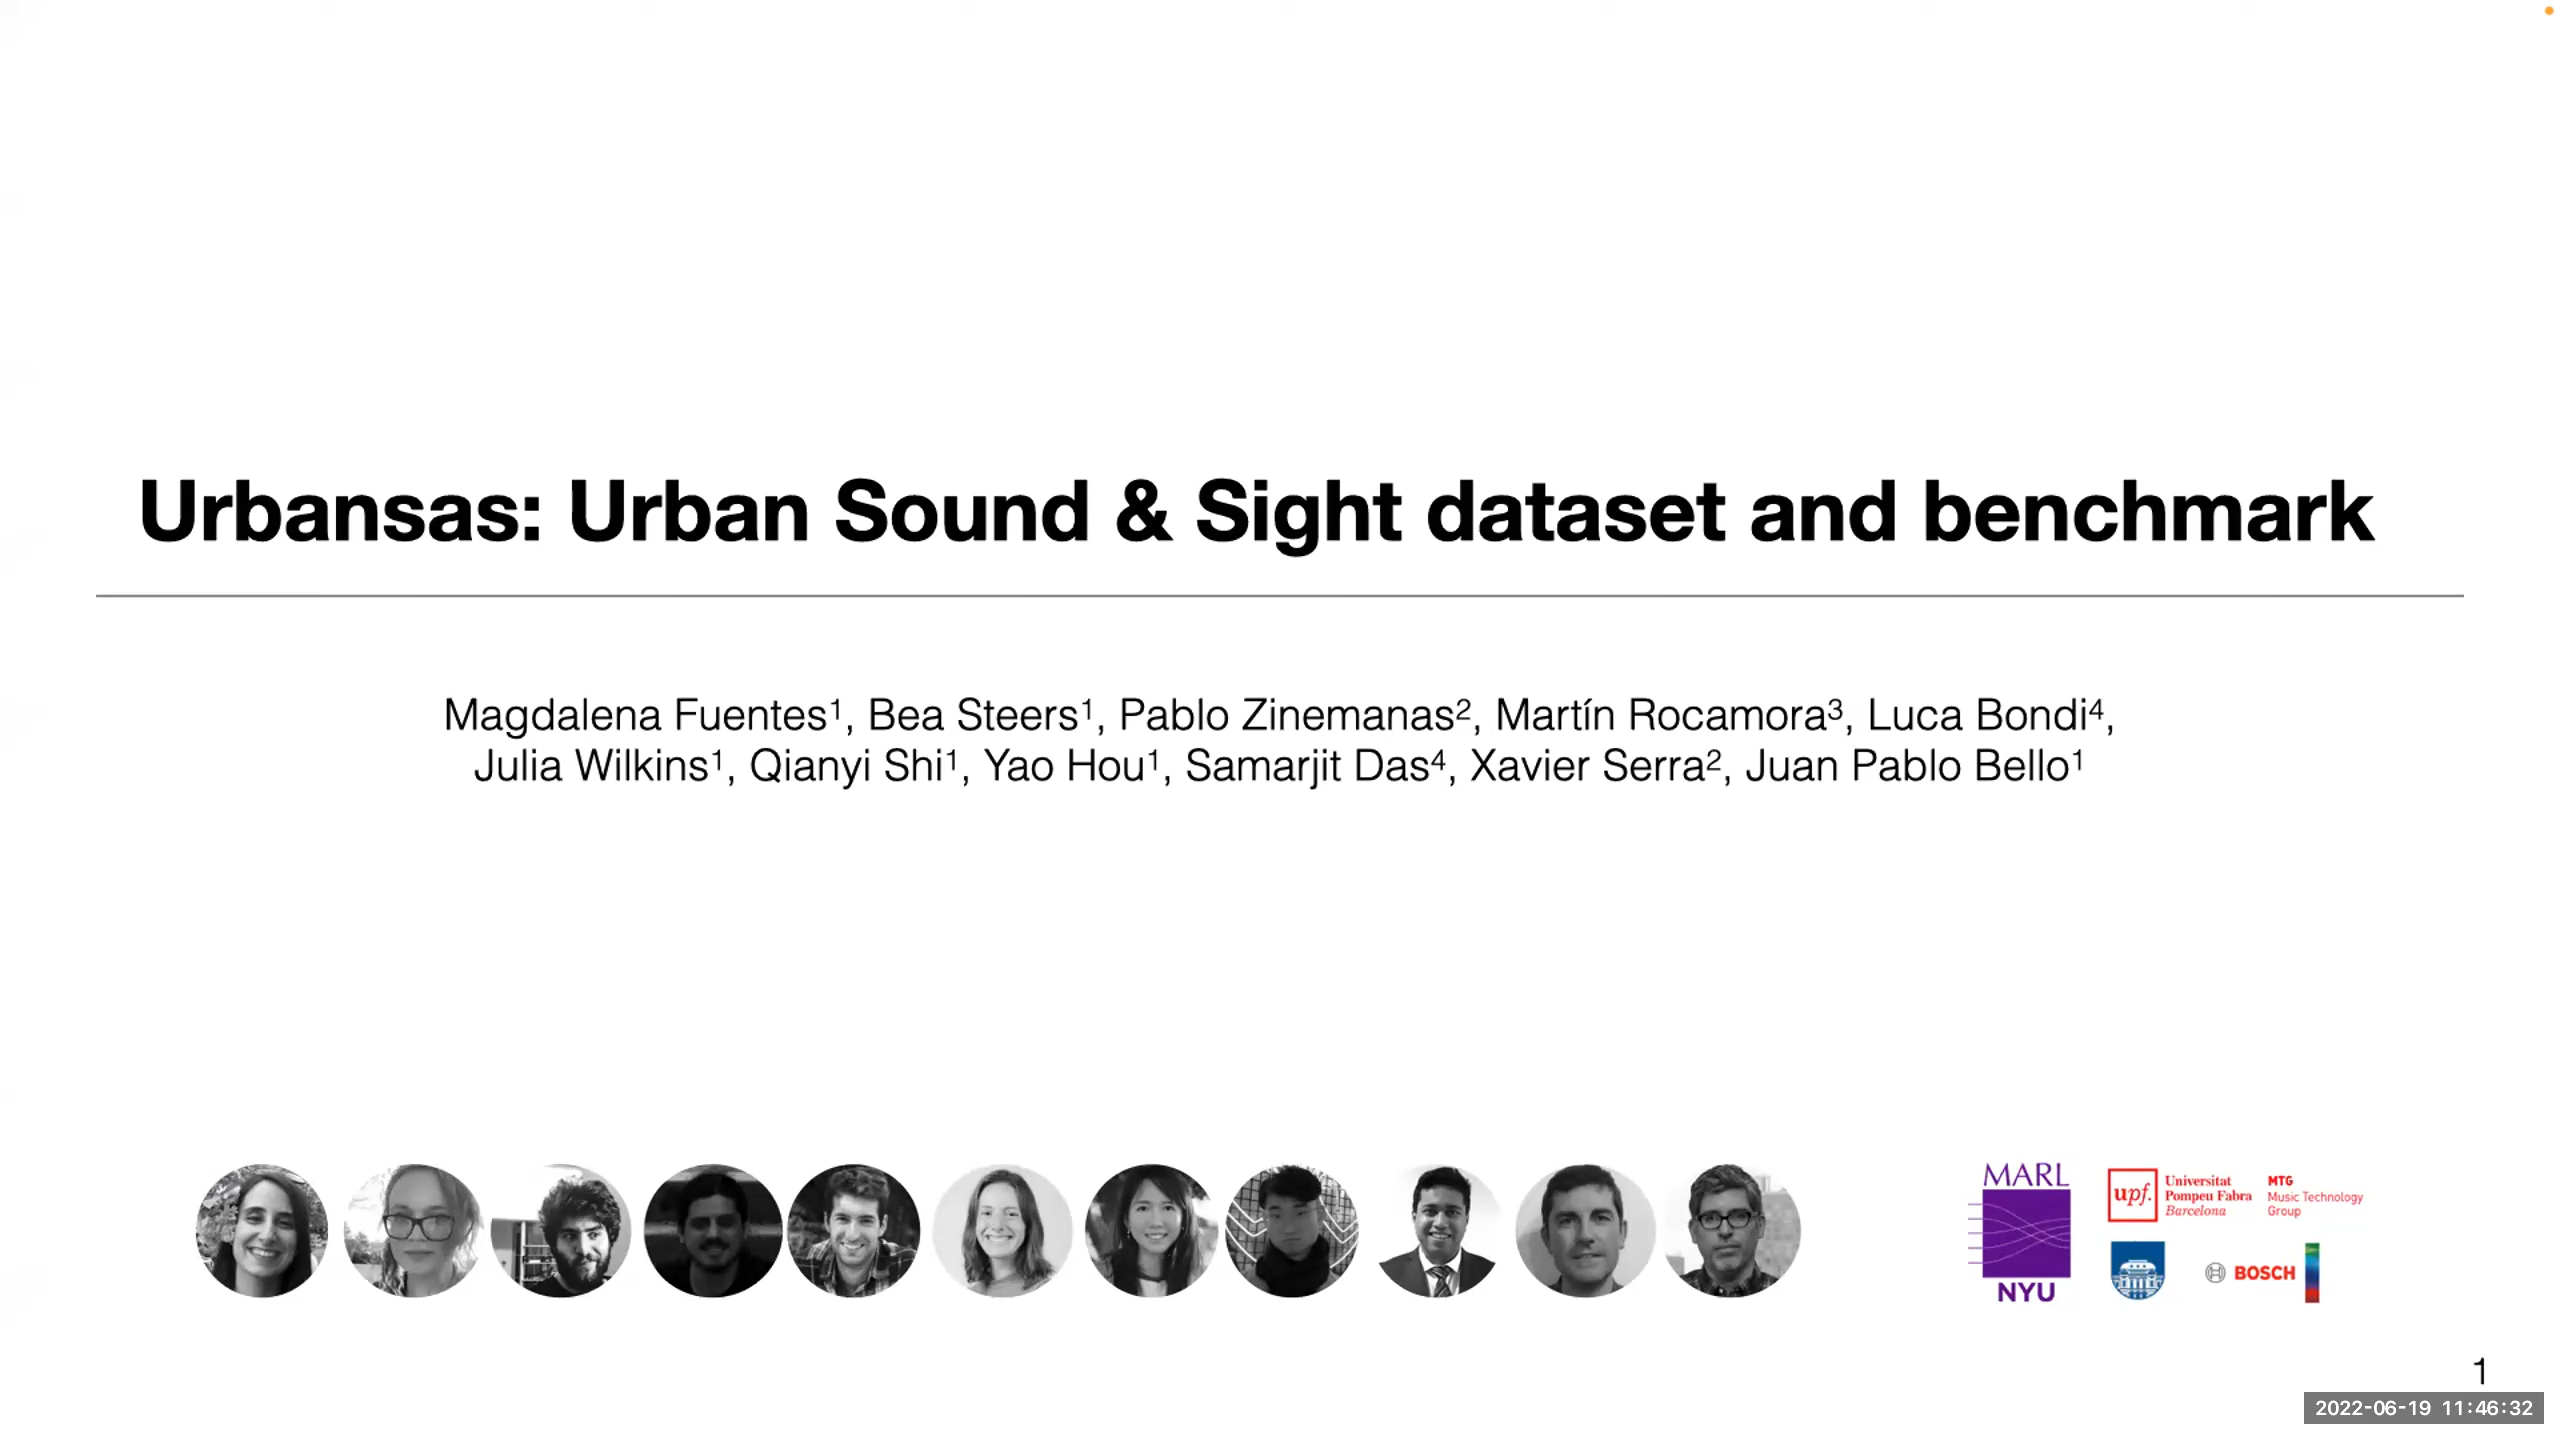 Urbansas: Urban Sound & Sight dataset and benchmark
Magdalena Fuentes¹, Bea Steers¹, Pablo Zinemanas², Martín Rocamora³, Luca Bondi⁴,
Julia Wilkins¹, Qianyi Shi¹, Yao Hou¹, Samarjit Das⁴, Xavier Serra², Juan Pablo Bello¹
MARL
NYU
upf.
Universitat
Pompeu Fabra
Barcelona
MTG
Music Technology
Group
BOSCH
1
2022-06-19 11:46:32